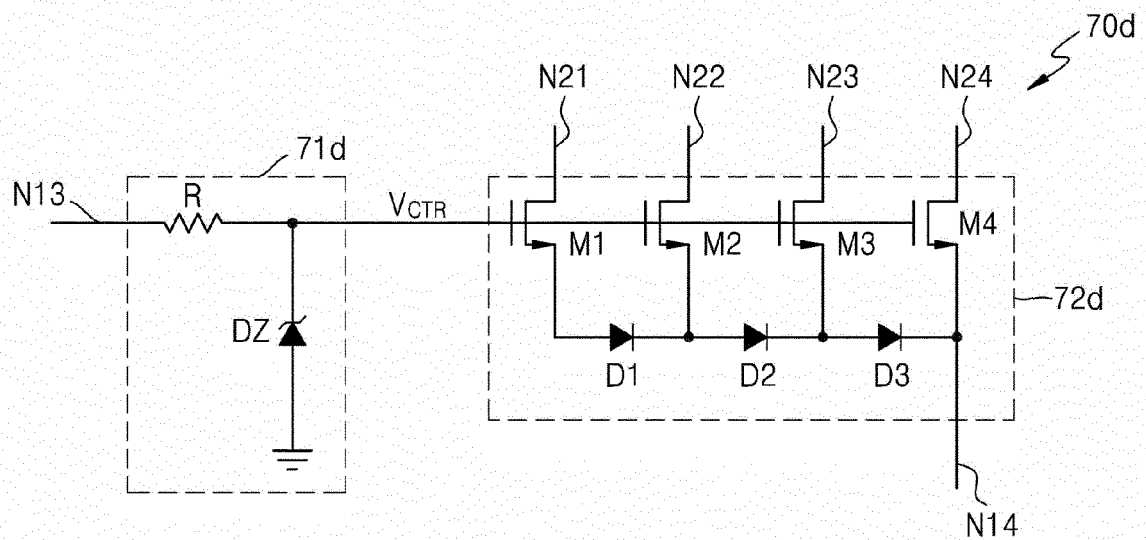 70d
N21 N22 N23 N24
71d
N13 R
VCTR
M1 M2 M3 M4
72d
DZ
D1 D2 D3
N14